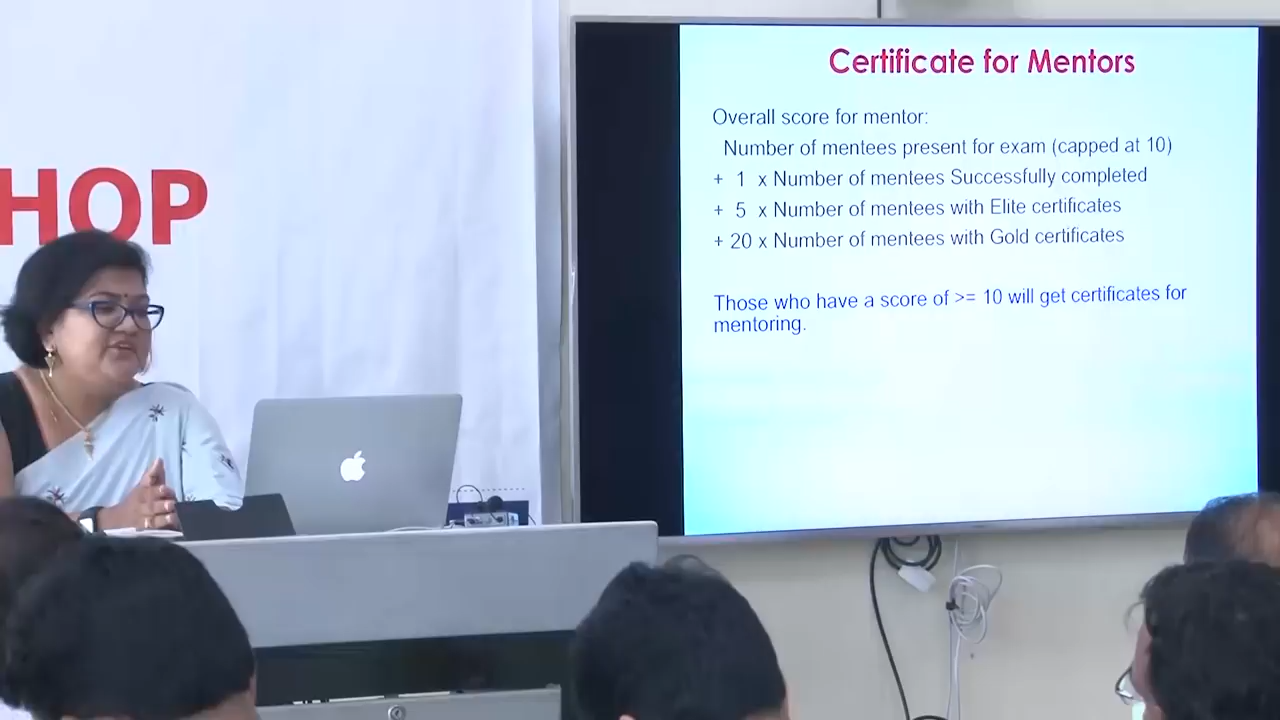 HOP
Certificate for Mentors
Overall score for mentor:
Number of mentees present for exam (capped at 10)
+ 1 x Number of mentees Successfully completed
+ 5 x Number of mentees with Elite certificates
+ 20 x Number of mentees with Gold certificates
Those who have a score of >= 10 will get certificates for
mentoring.